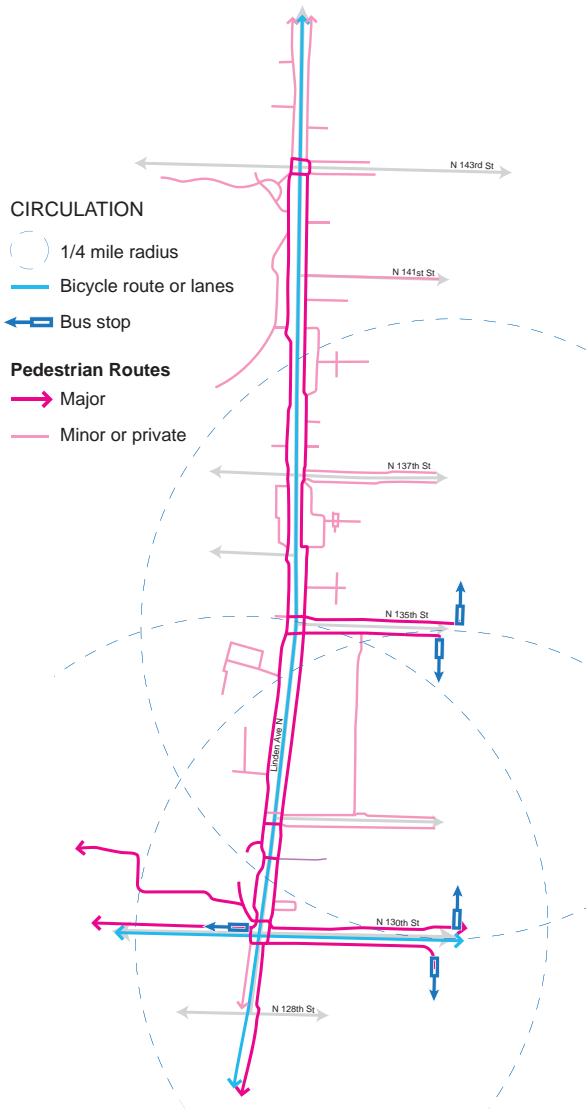 N 143rd St
CIRCULATION
1/4 mile radius
N 141st St
Bicycle route or lanes
Bus stop
Pedestrian Routes
Major
Minor or private
N 137th St
N 135th St
Linden Ave N
N 130th St
N 128th St